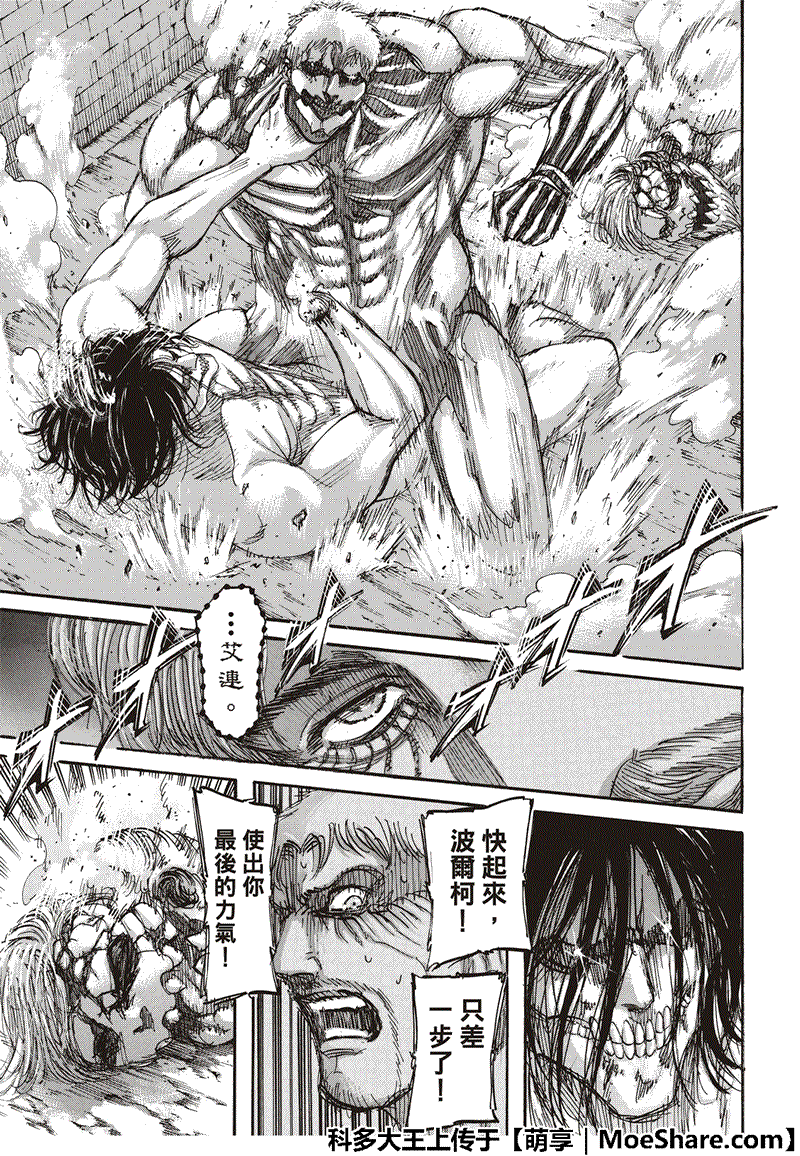 …艾連。
快起來，
波爾柯！
只差
一步了！
使出你
最後的力氣！
科多大王上传于【萌享｜MoeShare.com】